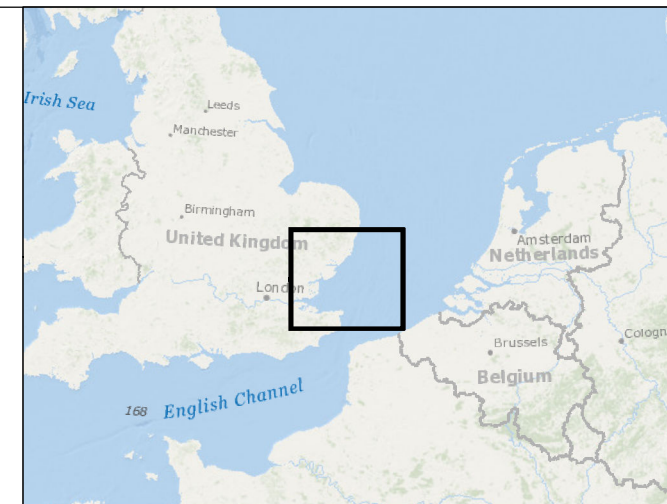 Irish Sea
Leeds
Manchester
Birmingham
United Kingdom
Amsterdam
Netherlands
London
Brussels
Cologn
Belgium
168 English Channel